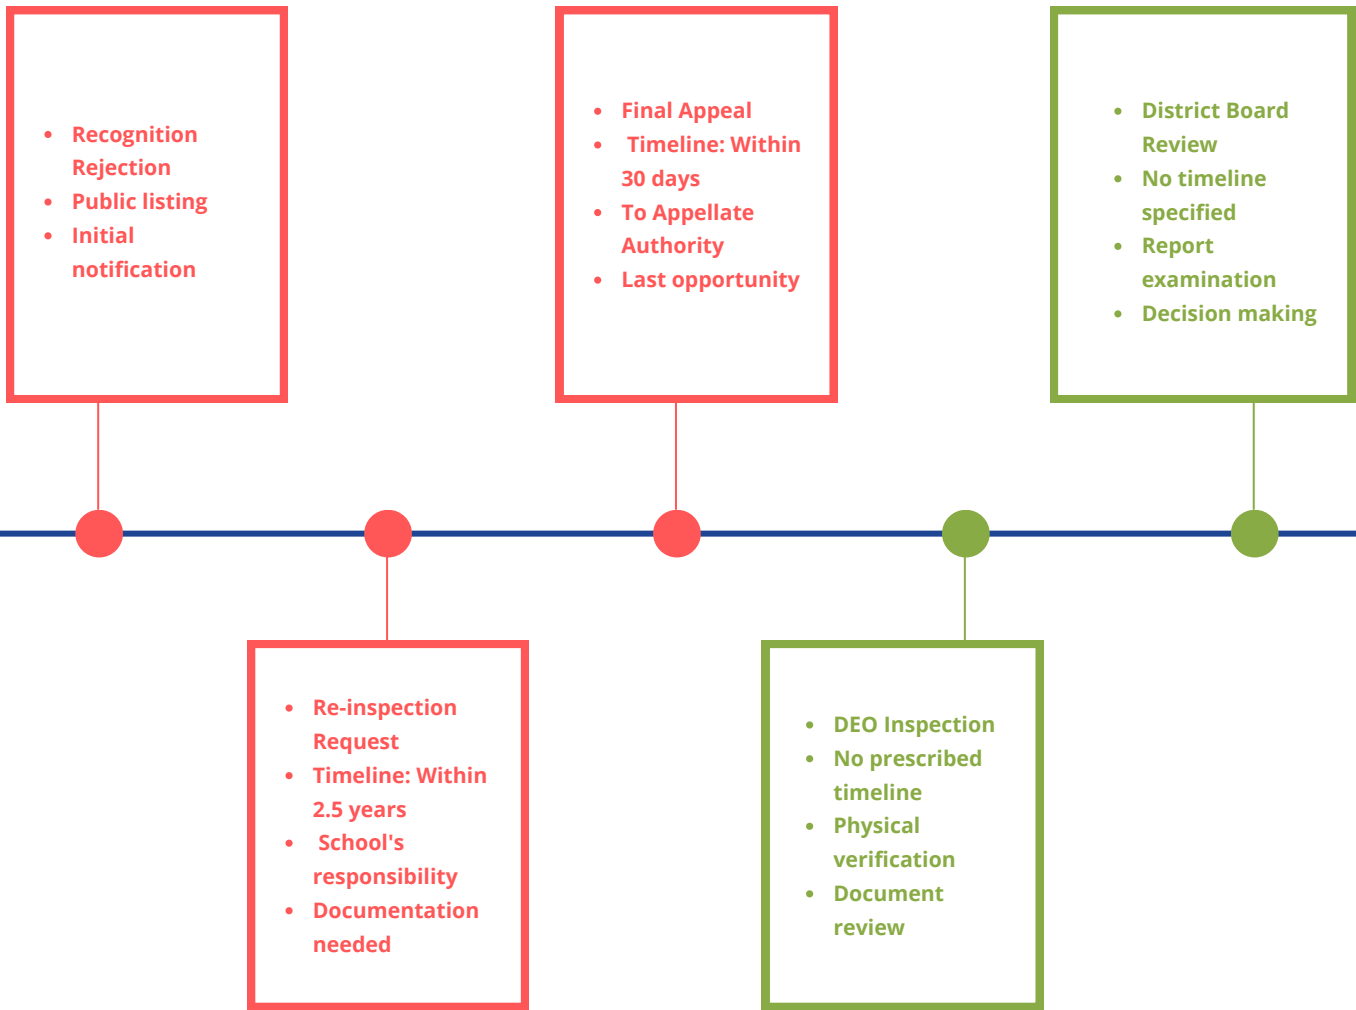 • Recognition
Rejection
• Public listing
• Initial
notification
• Final Appeal
• Timeline: Within
30 days
• To Appellate
Authority
• Last opportunity
• District Board
Review
• No timeline
specified
• Report
examination
• Decision making
• Re-inspection
Request
• Timeline: Within
2.5 years
• School's
responsibility
• Documentation
needed
• DEO Inspection
• No prescribed
timeline
• Physical
verification
• Document
review